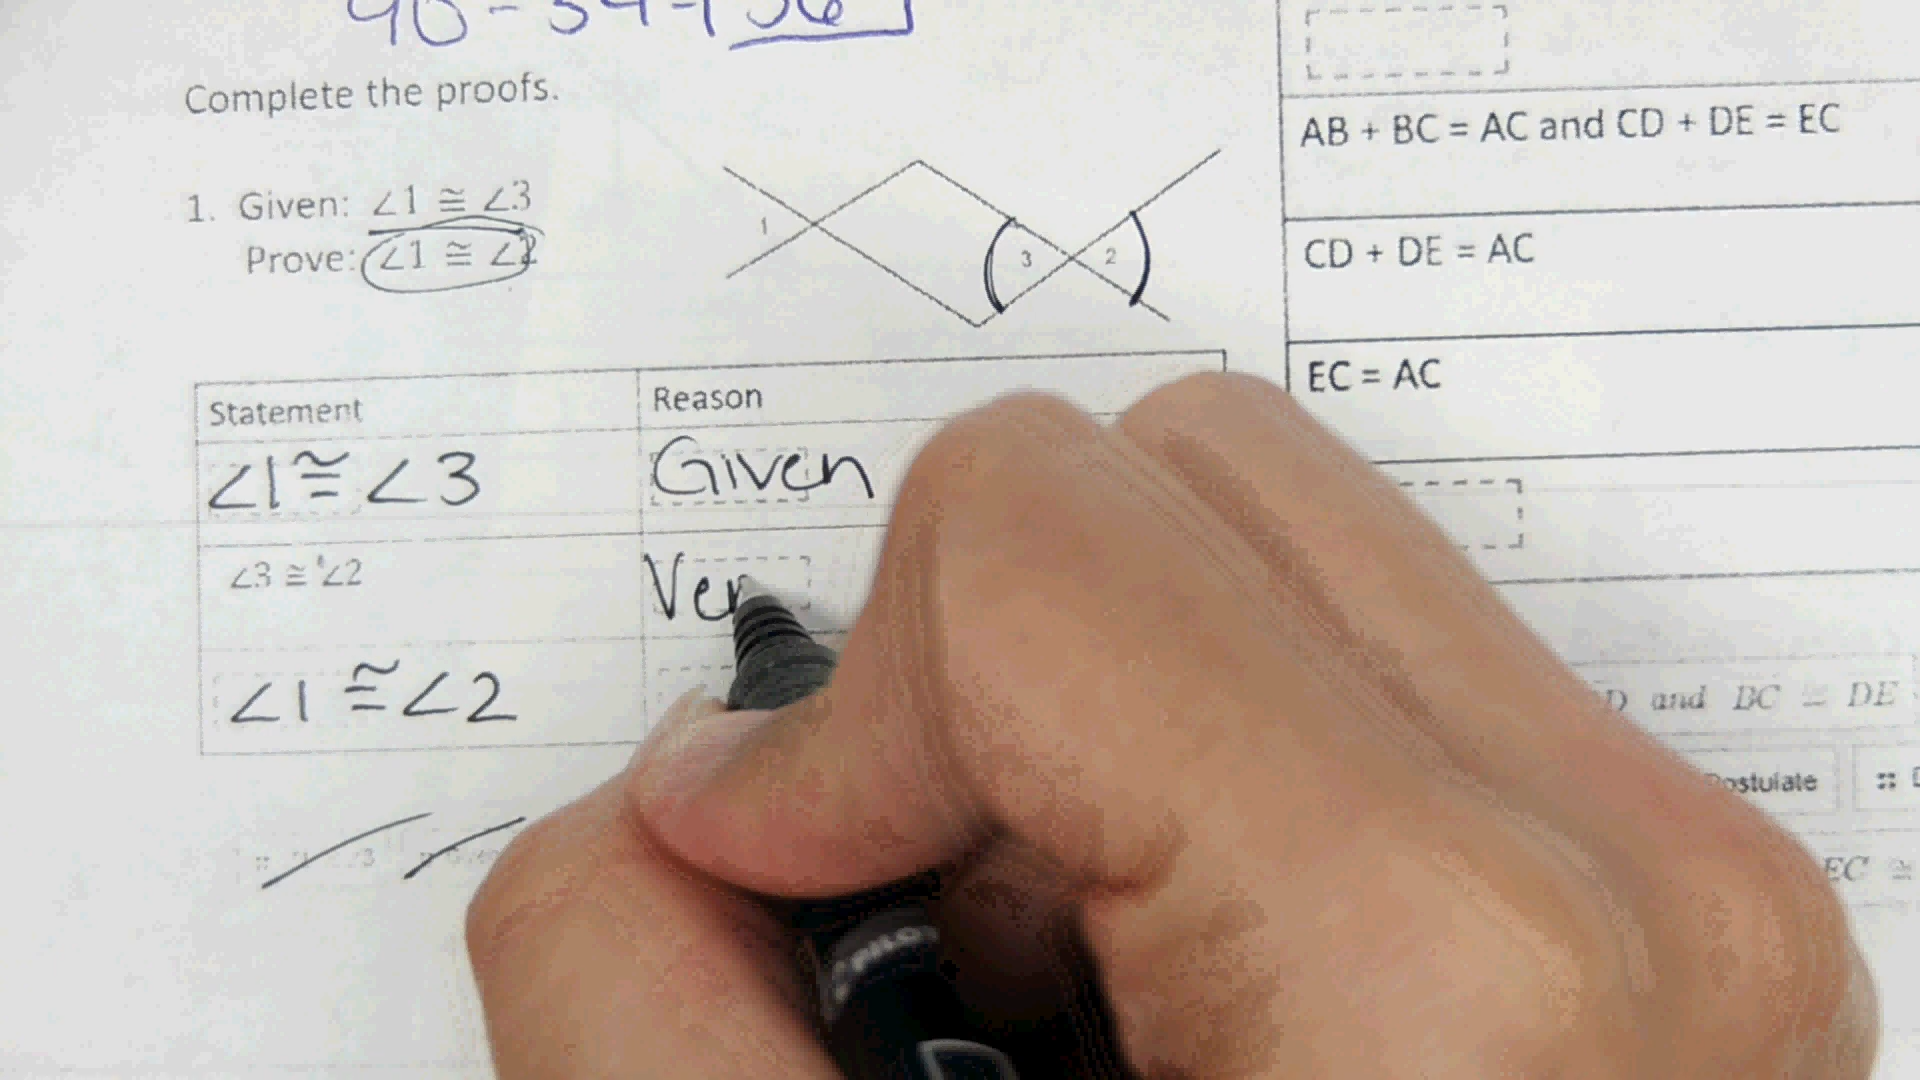 Complete the proofs.
1. Given: ∠1 ≅ ∠3
Prove: ∠1 ≅ ∠2
1
3
2
Statement Reason
∠1 ≅ ∠3 Given
∠3 ≅ ∠2 Ver
∠1 ≅ ∠2
AB + BC = AC and CD + DE = EC
CD + DE = AC
EC = AC
and BC = DE
EC ≅
PILOT